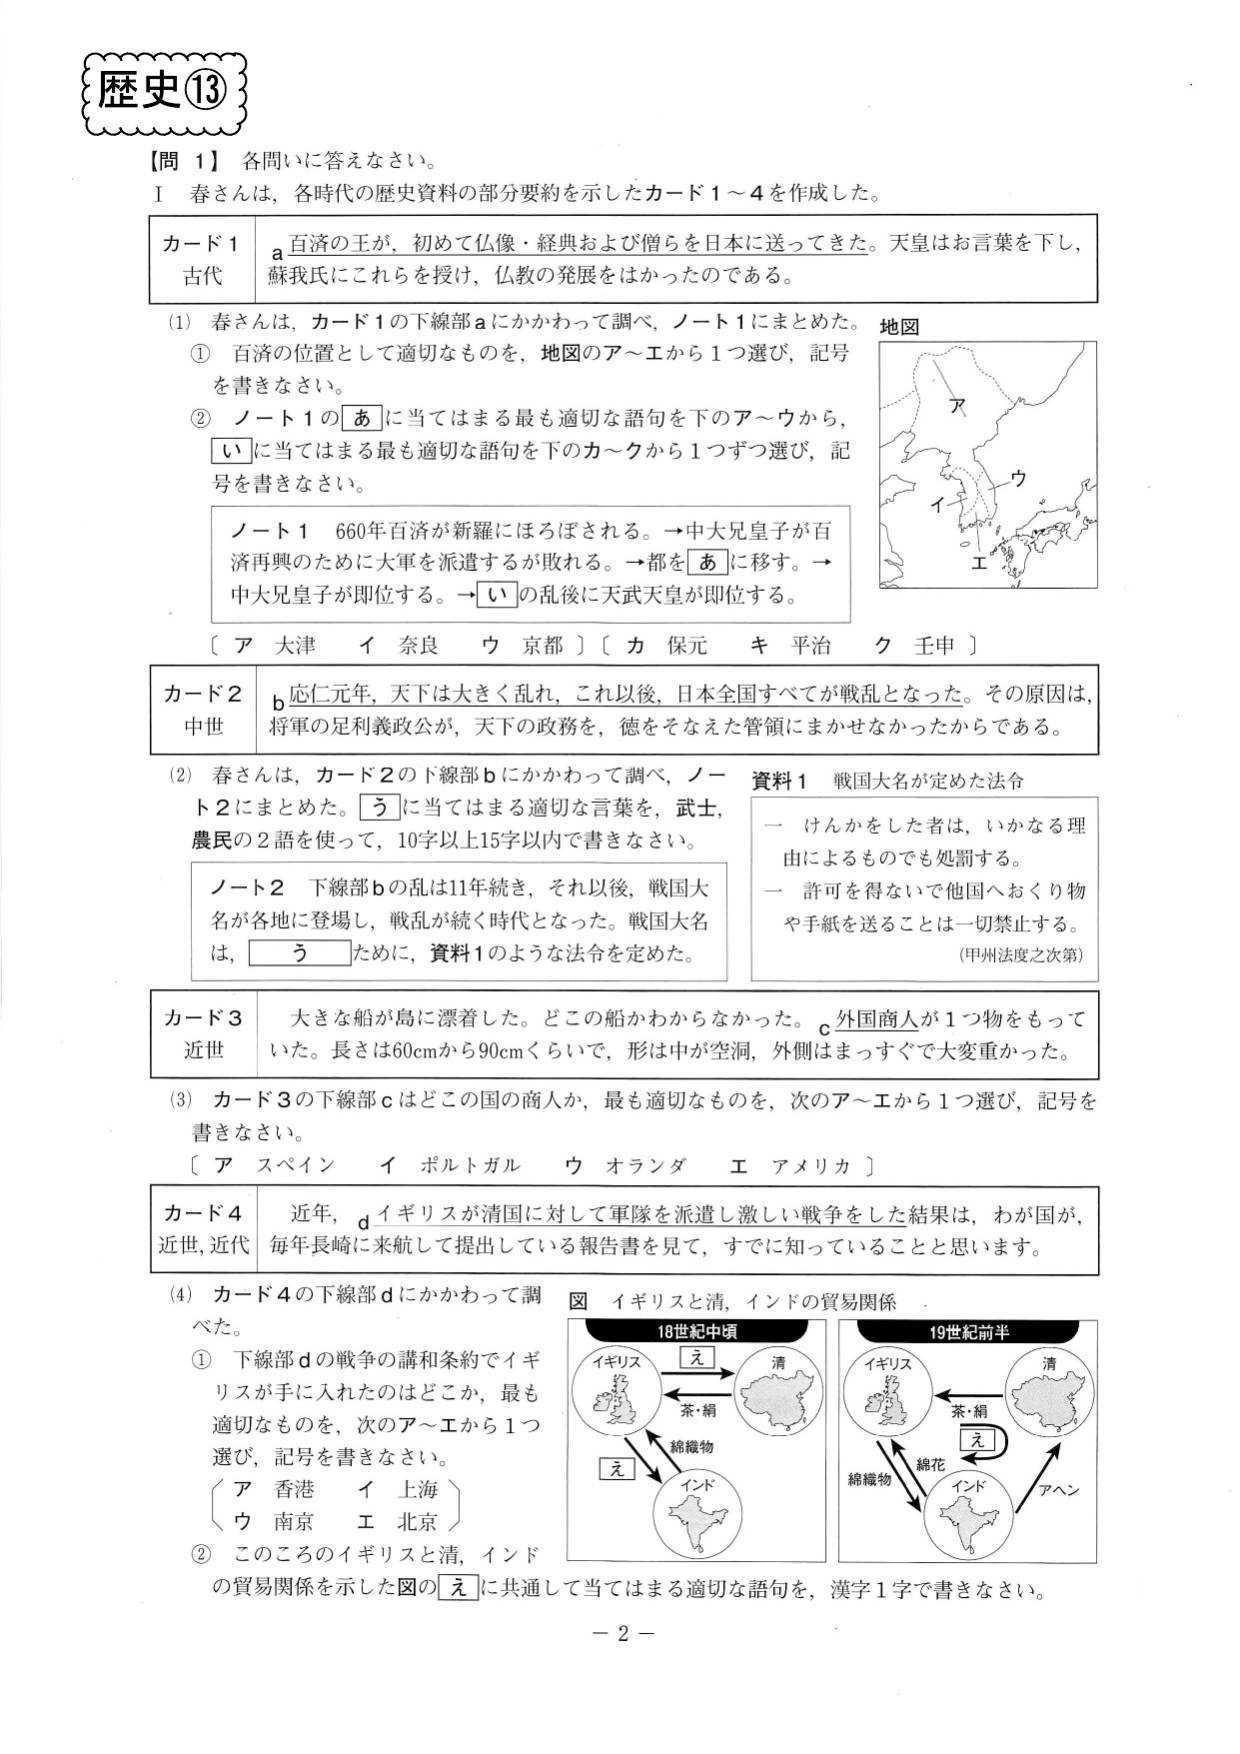 歴史⑬
【問 1】 各問いに答えなさい。
Ⅰ 春さんは，各時代の歴史資料の部分要約を示したカード1～4を作成した。
カード1
古代
a 百済の王が，初めて仏像・経典および僧らを日本に送ってきた。天皇はお言葉を下し，
蘇我氏にこれらを授け，仏教の発展をはかったのである。
⑴ 春さんは，カード1の下線部aにかかわって調べ，ノート1にまとめた。
① 百済の位置として適切なものを，地図のア～エから1つ選び，記号
を書きなさい。
② ノート1の あ に当てはまる最も適切な語句を下のア～ウから，
い に当てはまる最も適切な語句を下のカ～クから1つずつ選び，記
号を書きなさい。
地図
ア
ウ
イ
エ
ノート1 660年百済が新羅にほろぼされる。→中大兄皇子が百
済再興のために大軍を派遣するが敗れる。→都を あ に移す。→
中大兄皇子が即位する。→ い の乱後に天武天皇が即位する。
〔 ア 大津 イ 奈良 ウ 京都 〕〔 カ 保元 キ 平治 ク 壬申 〕
カード2
中世
b 応仁元年，天下は大きく乱れ，これ以後，日本全国すべてが戦乱となった。その原因は，
将軍の足利義政公が，天下の政務を，徳をそなえた管領にまかせなかったからである。
⑵ 春さんは，カード2の下線部bにかかわって調べ，ノー
ト2にまとめた。 う に当てはまる適切な言葉を，武士，
農民の2語を使って，10字以上15字以内で書きなさい。
ノート2 下線部bの乱は11年続き，それ以後，戦国大
名が各地に登場し，戦乱が続く時代となった。戦国大名
は， う ために，資料1のような法令を定めた。
資料1 戦国大名が定めた法令
一 けんかをした者は，いかなる理
由によるものでも処罰する。
一 許可を得ないで他国へおくり物
や手紙を送ることは一切禁止する。
(甲州法度之次第)
カード3
近世
大きな船が島に漂着した。どこの船かわからなかった。 c 外国商人が1つ物をもって
いた。長さは60cmから90cmくらいで，形は中が空洞，外側はまっすぐで大変重かった。
⑶ カード3の下線部cはどこの国の商人か，最も適切なものを，次のア～エから1つ選び，記号を
書きなさい。
〔 ア スペイン イ ポルトガル ウ オランダ エ アメリカ 〕
カード4
近世，近代
近年， d イギリスが清国に対して軍隊を派遣し激しい戦争をした結果は，わが国が，
毎年長崎に来航して提出している報告書を見て，すでに知っていることと思います。
⑷ カード4の下線部dにかかわって調
べた。
① 下線部dの戦争の講和条約でイギ
リスが手に入れたのはどこか，最も
適切なものを，次のア～エから1つ
選び，記号を書きなさい。
ア 香港 イ 上海
ウ 南京 エ 北京
② このころのイギリスと清，インド
の貿易関係を示した図の え に共通して当てはまる適切な語句を，漢字1字で書きなさい。
図 イギリスと清，インドの貿易関係
18世紀中頃
イギリス
え
清
茶・絹
綿織物
え
インド
19世紀前半
イギリス
清
茶・絹
え
綿花
綿織物
インド
アヘン
― 2 ―